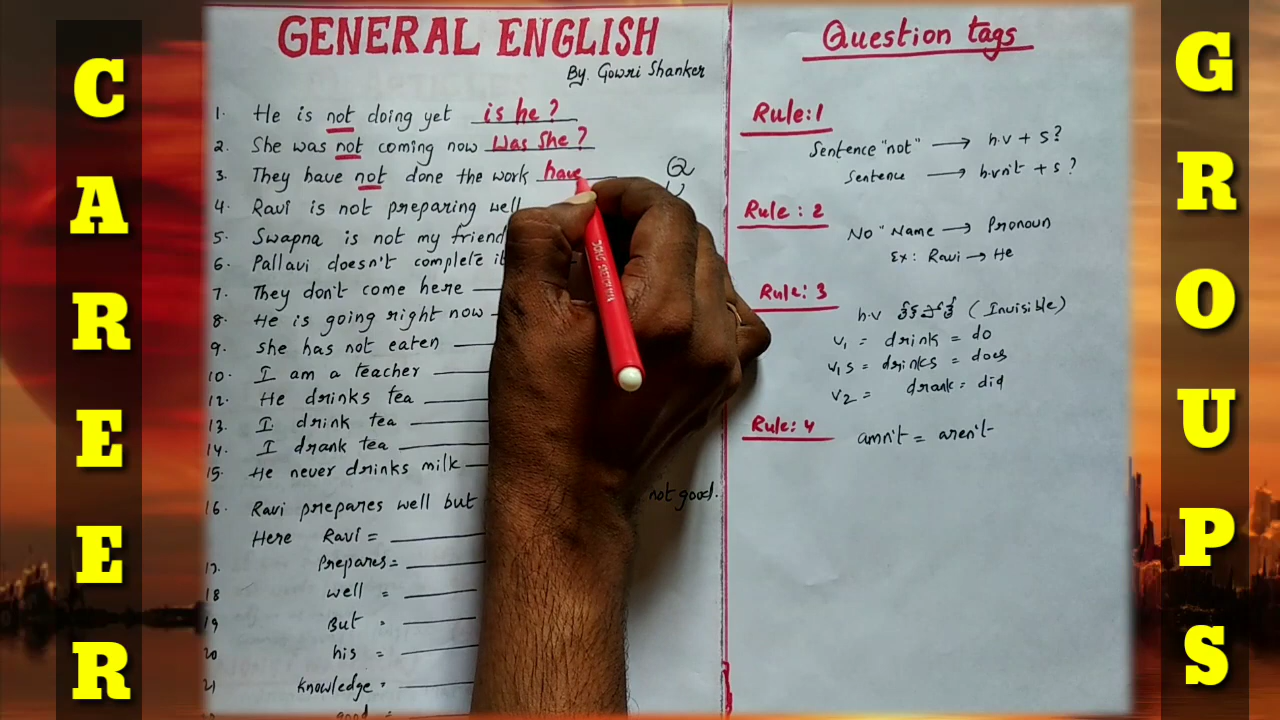 CAREER
GENERAL ENGLISH
By. Gowri Shanker
1. He is not doing yet is he?
2. She was not coming now was she?
3. They have not done the work have
4. Ravi is not preparing well
5. Swapna is not my friend
6. Pallavi doesn't complete it
7. They don't come here
8. He is going right now
9. she has not eaten
10. I am a teacher
12. He drinks tea
13. I drink tea
14. I drank tea
15. He never drinks milk
16. Ravi prepares well but not good.
Here Ravi =
17. Prepares =
18 well =
19 But =
20 his =
21 knowledge =
good =
Question tags
Rule:1
Sentence "not" → h.v + s?
Sentence → h.vn't + s?
Rule: 2
No" Name → Pronoun
Ex: Ravi → He
Rule: 3
h.v (Invisible)
v1 = drink = do
v1s = drinks = does
v2 = drank = did
Rule: 4
amn't = aren't
GROUPS